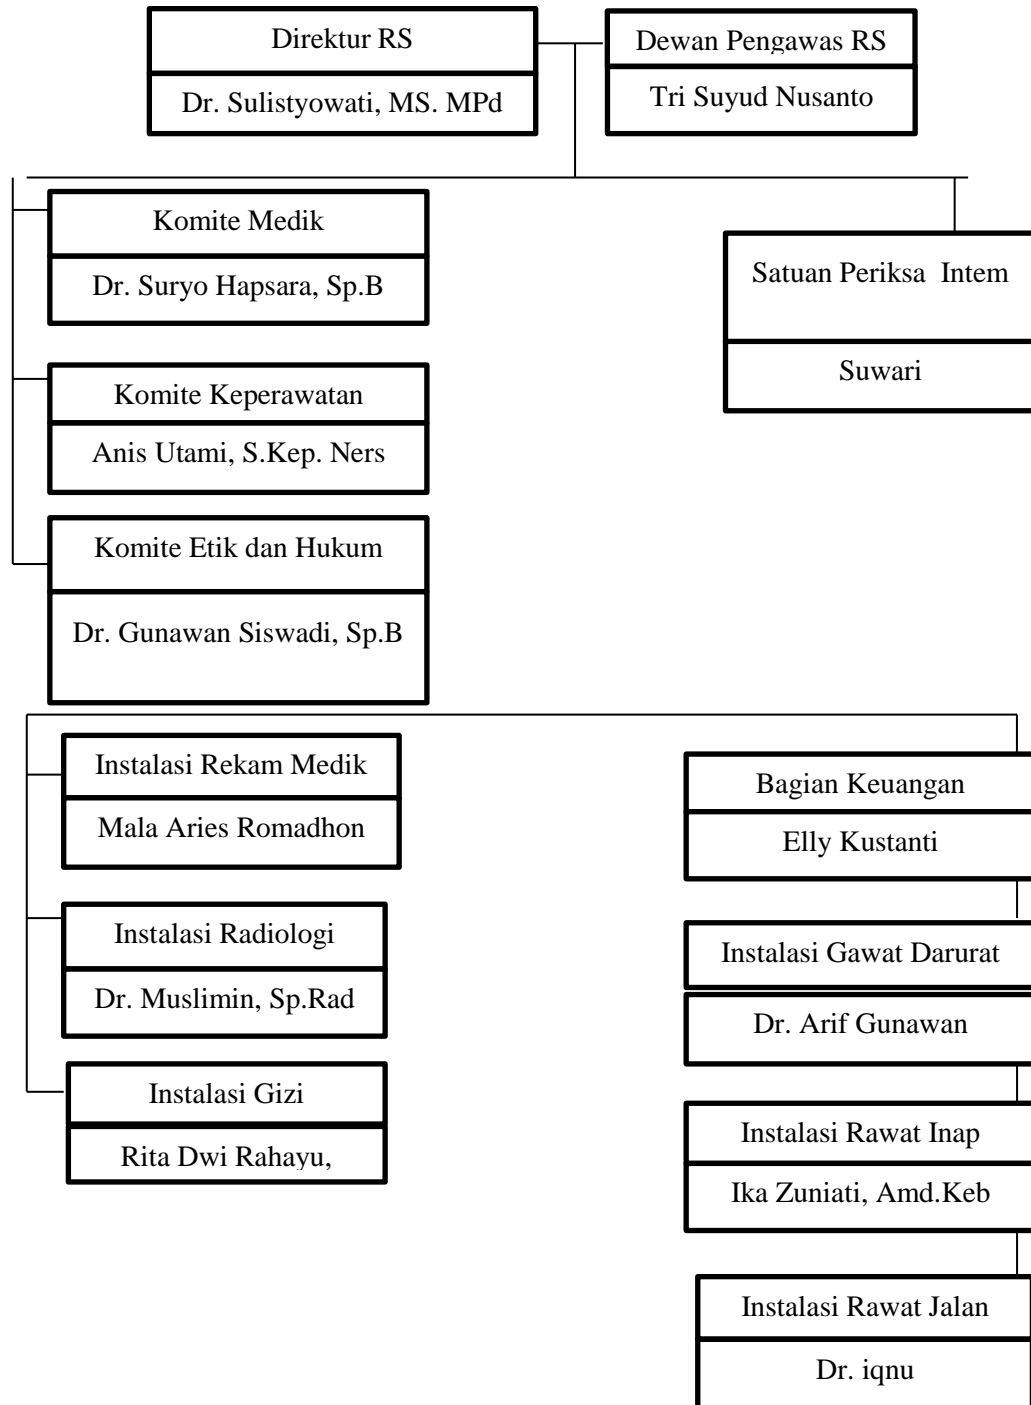 Direktur RS
Dr. Sulistyowati, MS. MPd
Dewan Pengawas RS
Tri Suyud Nusanto
Komite Medik
Dr. Suryo Hapsara, Sp.B
Satuan Periksa Intem
Suwari
Komite Keperawatan
Anis Utami, S.Kep. Ners
Komite Etik dan Hukum
Dr. Gunawan Siswadi, Sp.B
Instalasi Rekam Medik
Mala Aries Romadhon
Bagian Keuangan
Elly Kustanti
Instalasi Radiologi
Dr. Muslimin, Sp.Rad
Instalasi Gawat Darurat
Dr. Arif Gunawan
Instalasi Gizi
Rita Dwi Rahayu,
Instalasi Rawat Inap
Ika Zuniati, Amd.Keb
Instalasi Rawat Jalan
Dr. iqnu